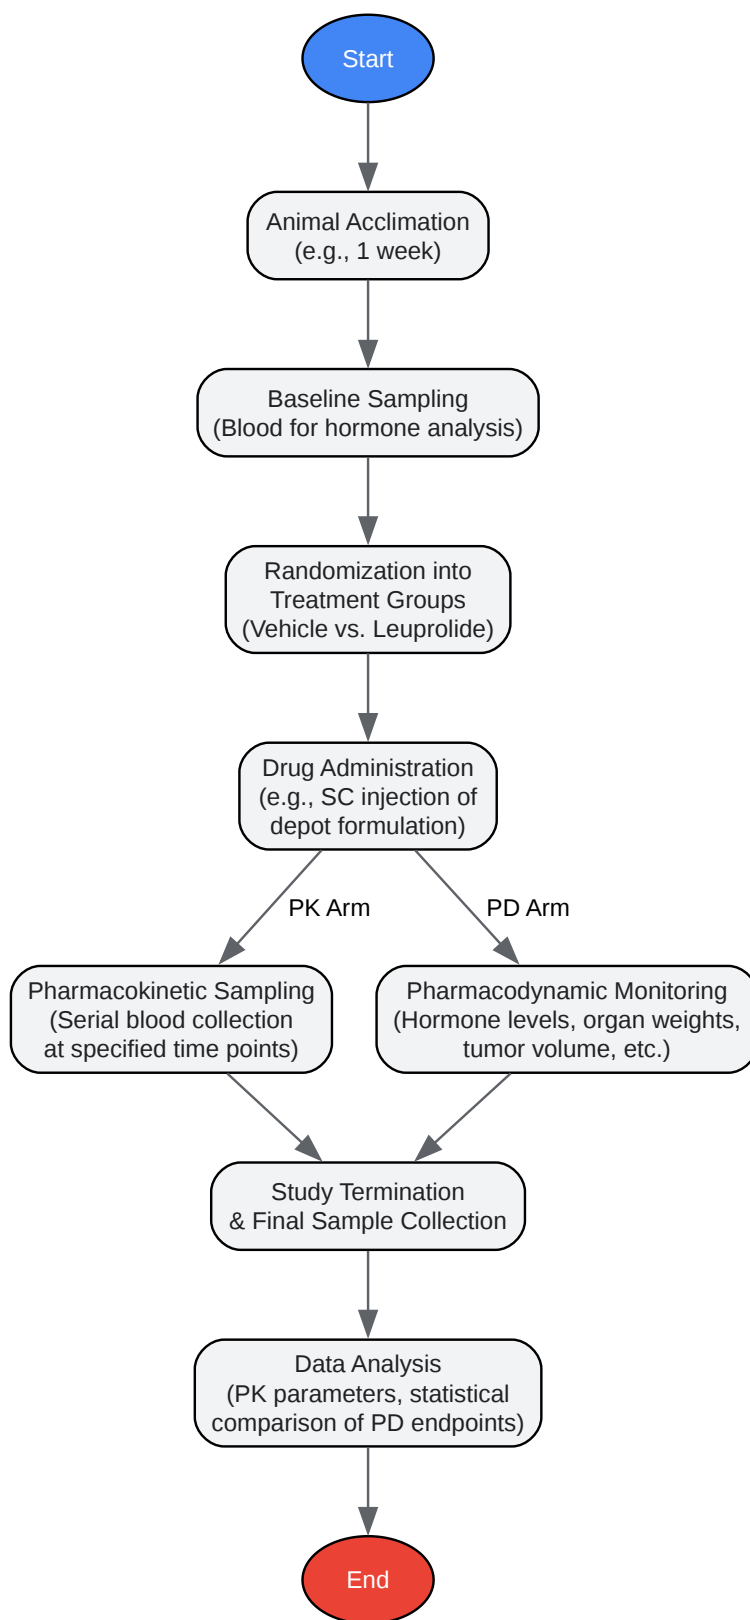 Start
Animal Acclimation
(e.g., 1 week)
Baseline Sampling
(Blood for hormone analysis)
Randomization into
Treatment Groups
(Vehicle vs. Leuprolide)
Drug Administration
(e.g., SC injection of
depot formulation)
PK Arm
PD Arm
Pharmacokinetic Sampling
(Serial blood collection
at specified time points)
Pharmacodynamic Monitoring
(Hormone levels, organ weights,
tumor volume, etc.)
Study Termination
& Final Sample Collection
Data Analysis
(PK parameters, statistical
comparison of PD endpoints)
End